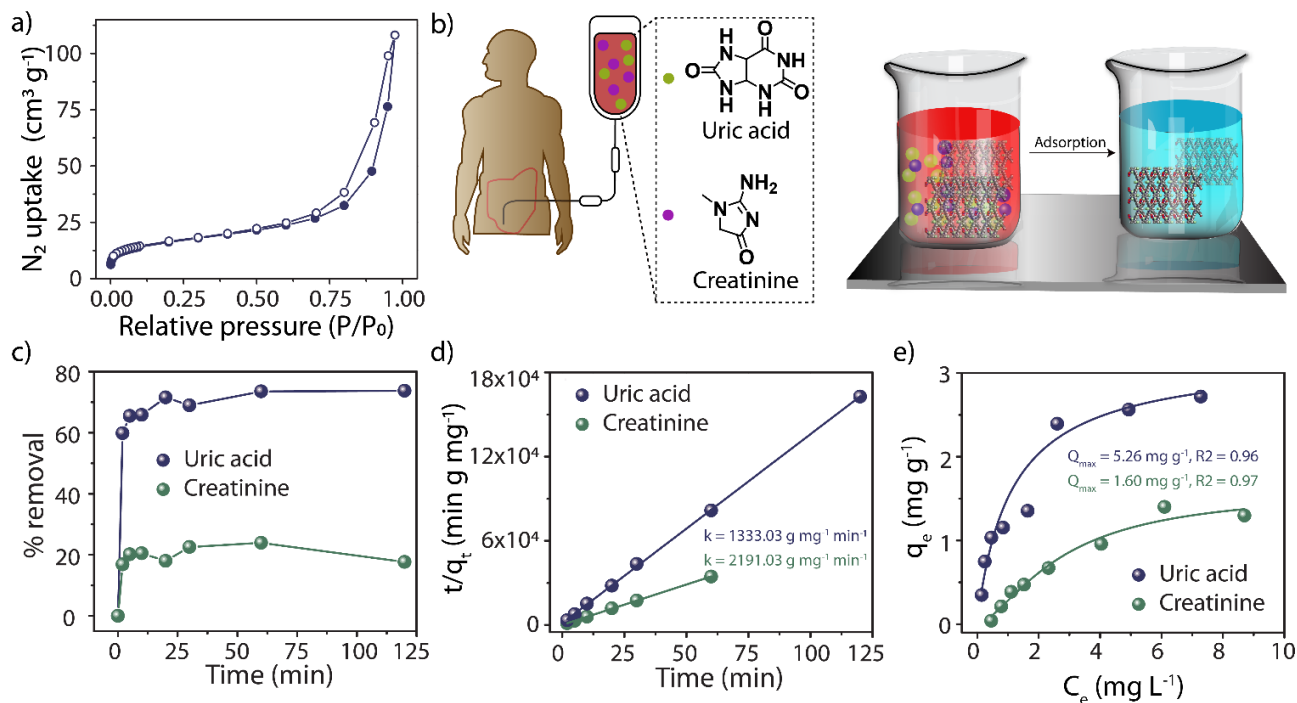 a)
100
75
50
25
0
N₂ uptake (cm³ g⁻¹)
0.00 0.25 0.50 0.75 1.00
Relative pressure (P/P₀)
b)
O
H
N
O
NH
N
H
N
H
O
Uric acid
NH₂
N
N
O
Creatinine
Adsorption
c)
80
60
40
20
0
% removal
Uric acid
Creatinine
0 25 50 75 100 125
Time (min)
d)
18x10⁴
12x10⁴
6x10⁴
0
t/qₜ (min g mg⁻¹)
Uric acid
Creatinine
k = 1333.03 g mg⁻¹ min⁻¹
k = 2191.03 g mg⁻¹ min⁻¹
0 25 50 75 100 125
Time (min)
e)
3
2
1
0
qₑ (mg g⁻¹)
Qₘₐₓ = 5.26 mg g⁻¹, R2 = 0.96
Qₘₐₓ = 1.60 mg g⁻¹, R2 = 0.97
Uric acid
Creatinine
0 2 4 6 8 10
Cₑ (mg L⁻¹)